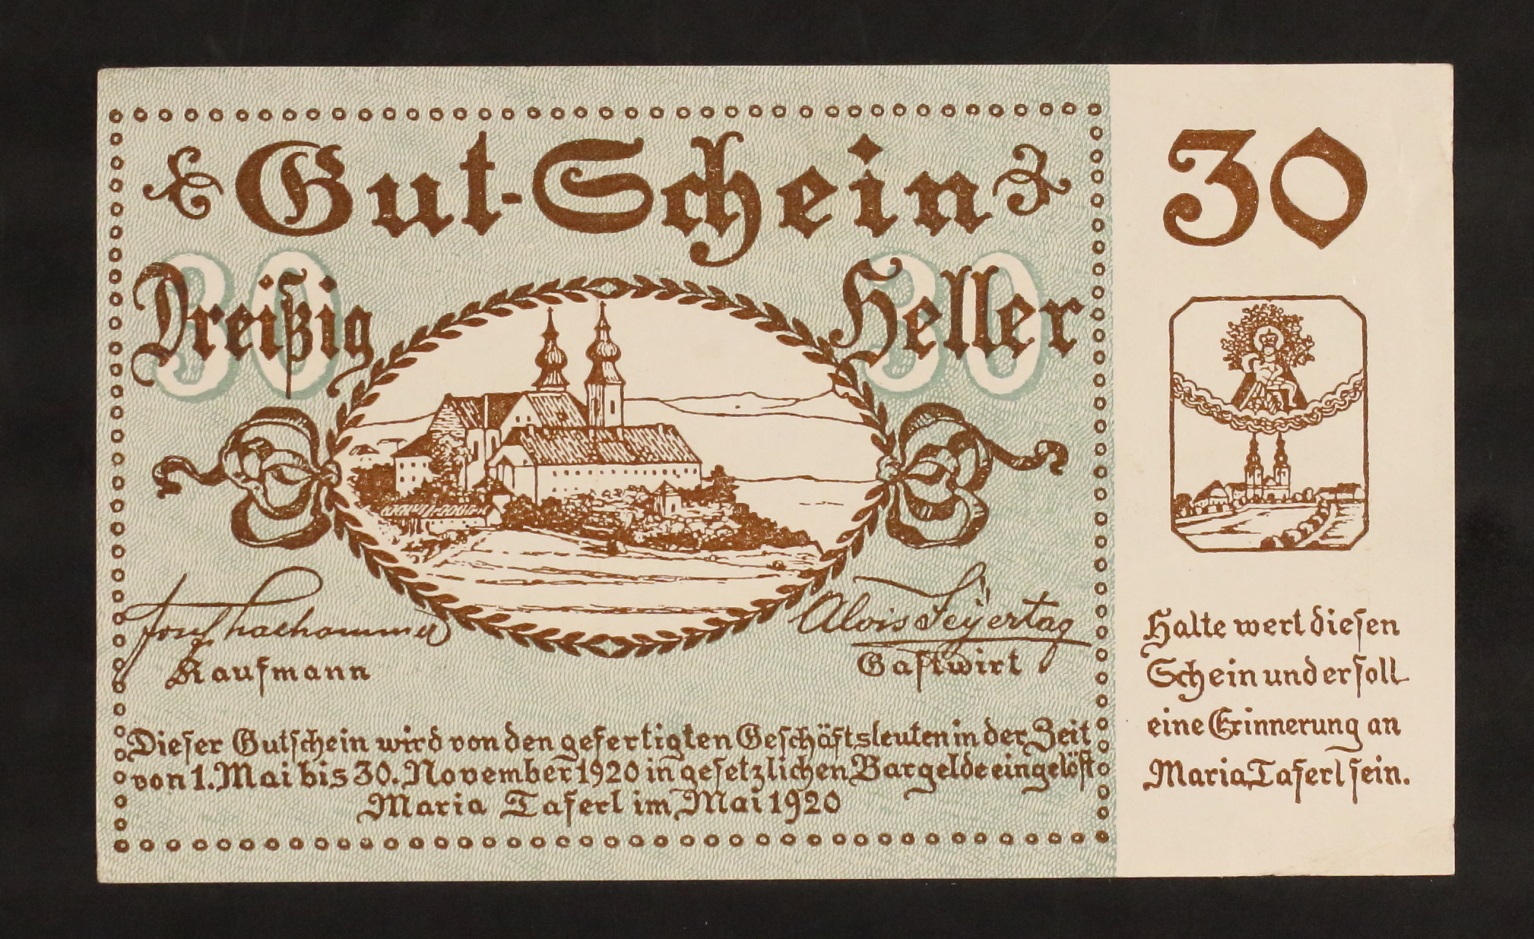 Gut-Schein
30 30
Dreißig Heller
Alois Feÿertag
Kaufmann
Gastwirt
Dieser Gutschein wird von den gefertigten Geschäftsleuten in der Zeit
von 1. Mai bis 30. November 1920 in gesetzlichen Bargelde eingelöst
Maria Taferl im Mai 1920
30
Halte wert diesen
Schein und er soll
eine Erinnerung an
Maria Taferl sein.